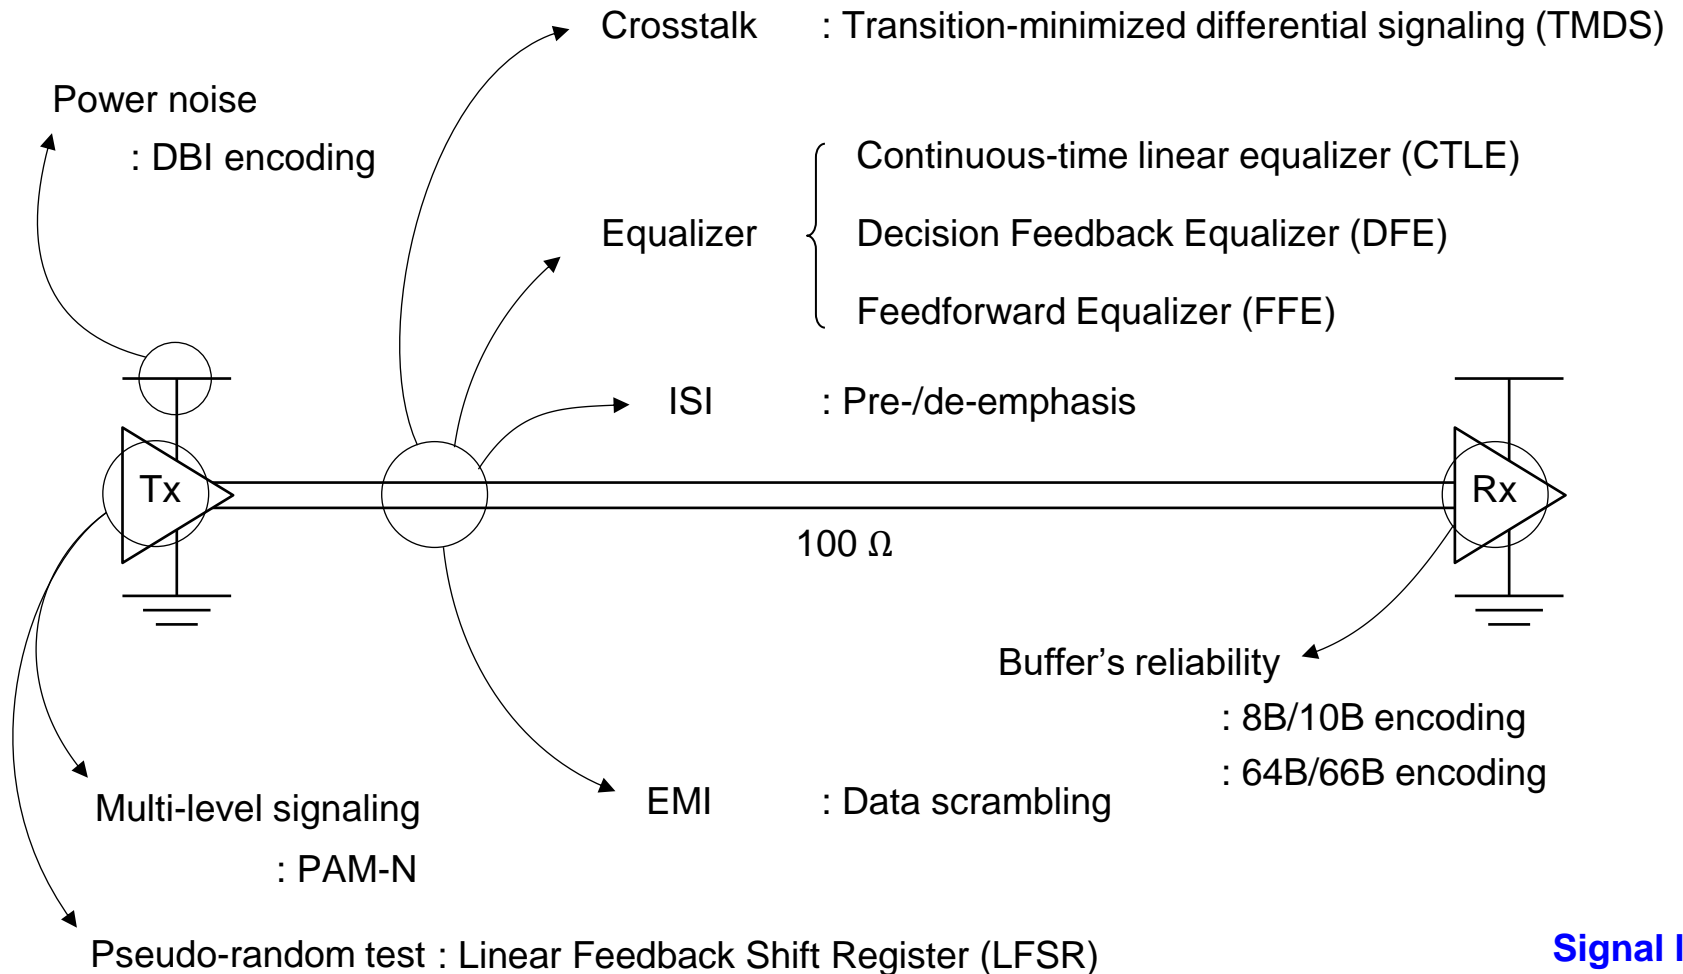 Crosstalk : Transition-minimized differential signaling (TMDS)
Power noise
: DBI encoding
Continuous-time linear equalizer (CTLE)
Equalizer
Decision Feedback Equalizer (DFE)
Feedforward Equalizer (FFE)
ISI : Pre-/de-emphasis
Tx
Rx
100 Ω
Buffer’s reliability
: 8B/10B encoding
: 64B/66B encoding
Multi-level signaling
: PAM-N
EMI : Data scrambling
Pseudo-random test : Linear Feedback Shift Register (LFSR)
Signal I